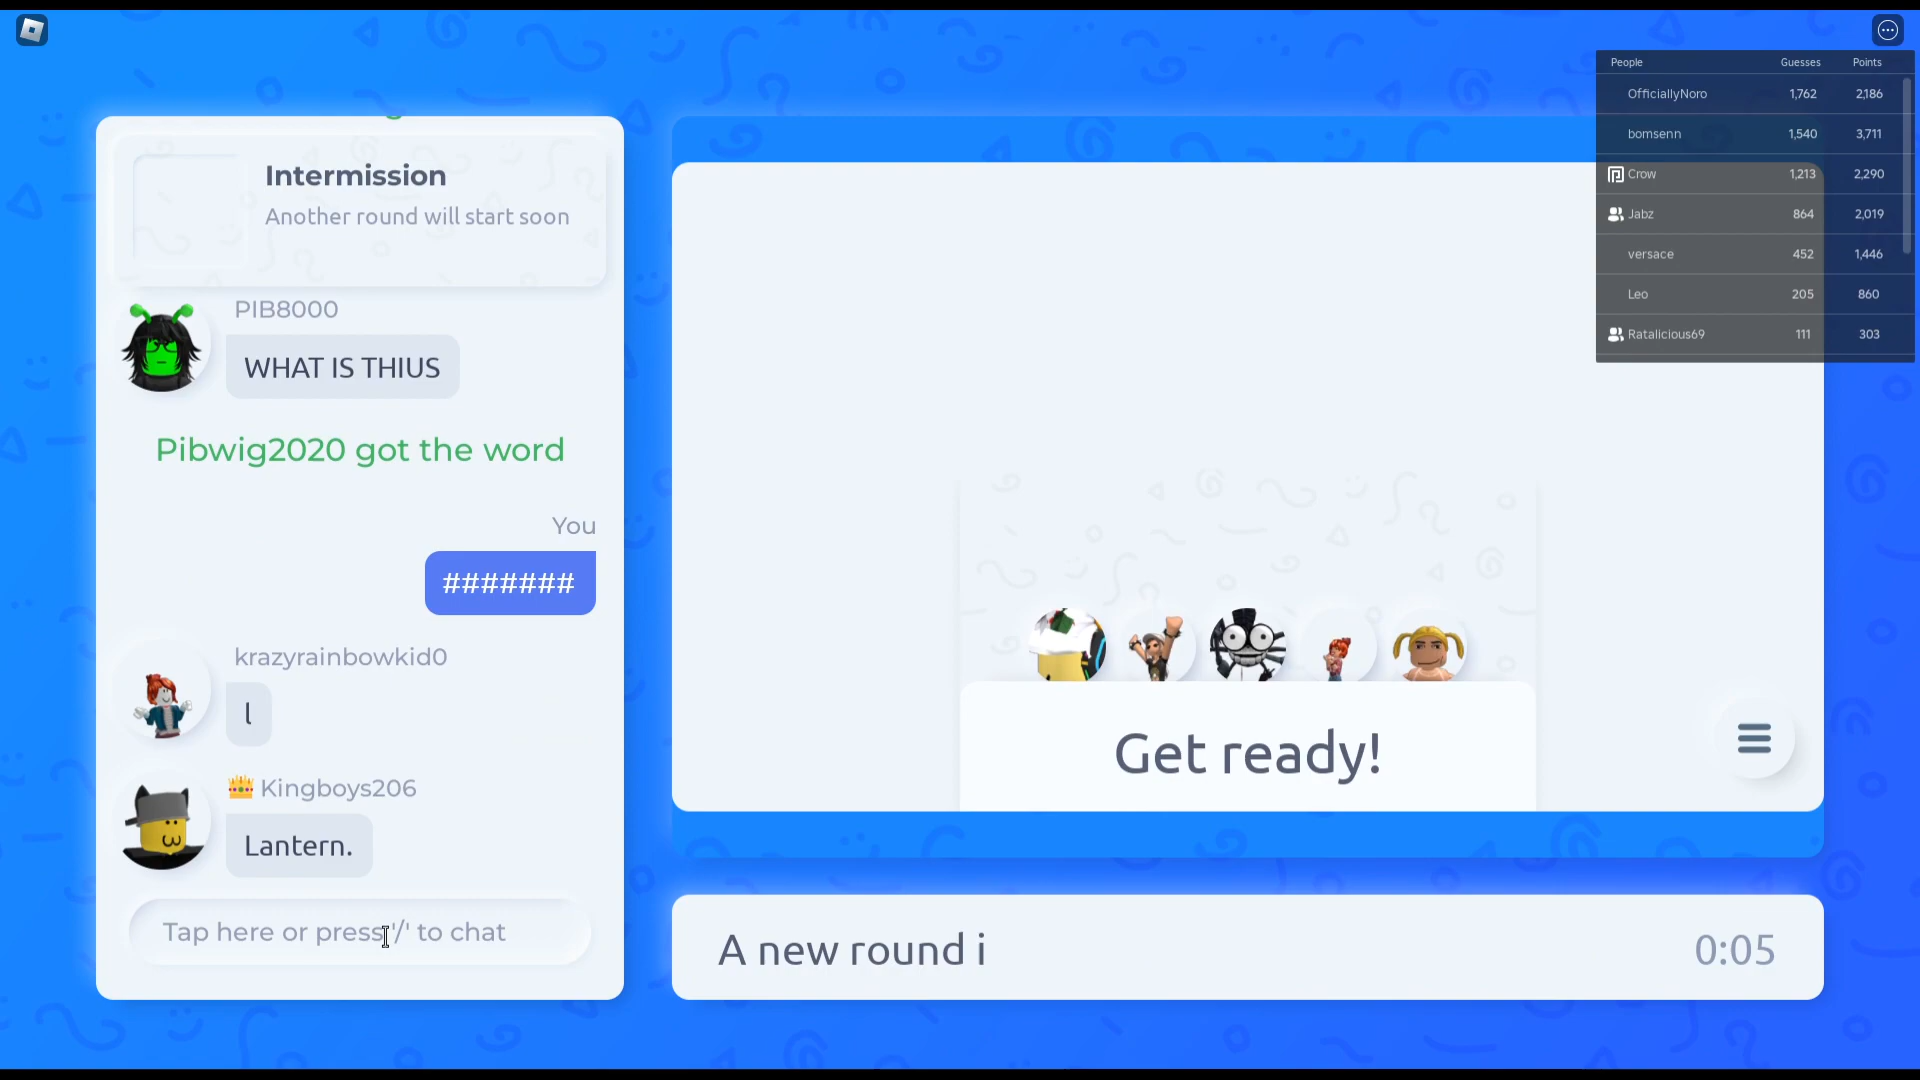 People Guesses Points
OfficiallyNoro 1,762 2,186
bomsenn 1,540 3,711
Crow 1,213 2,290
Jabz 864 2,019
versace 452 1,446
Leo 205 860
Ratalicious69 111 303
Intermission
Another round will start soon
PIB8000
WHAT IS THIUS
Pibwig2020 got the word
You
#######
krazyrainbowkid0
l
Kingboys206
Lantern.
Tap here or press '/' to chat
Get ready!
A new round i 0:05